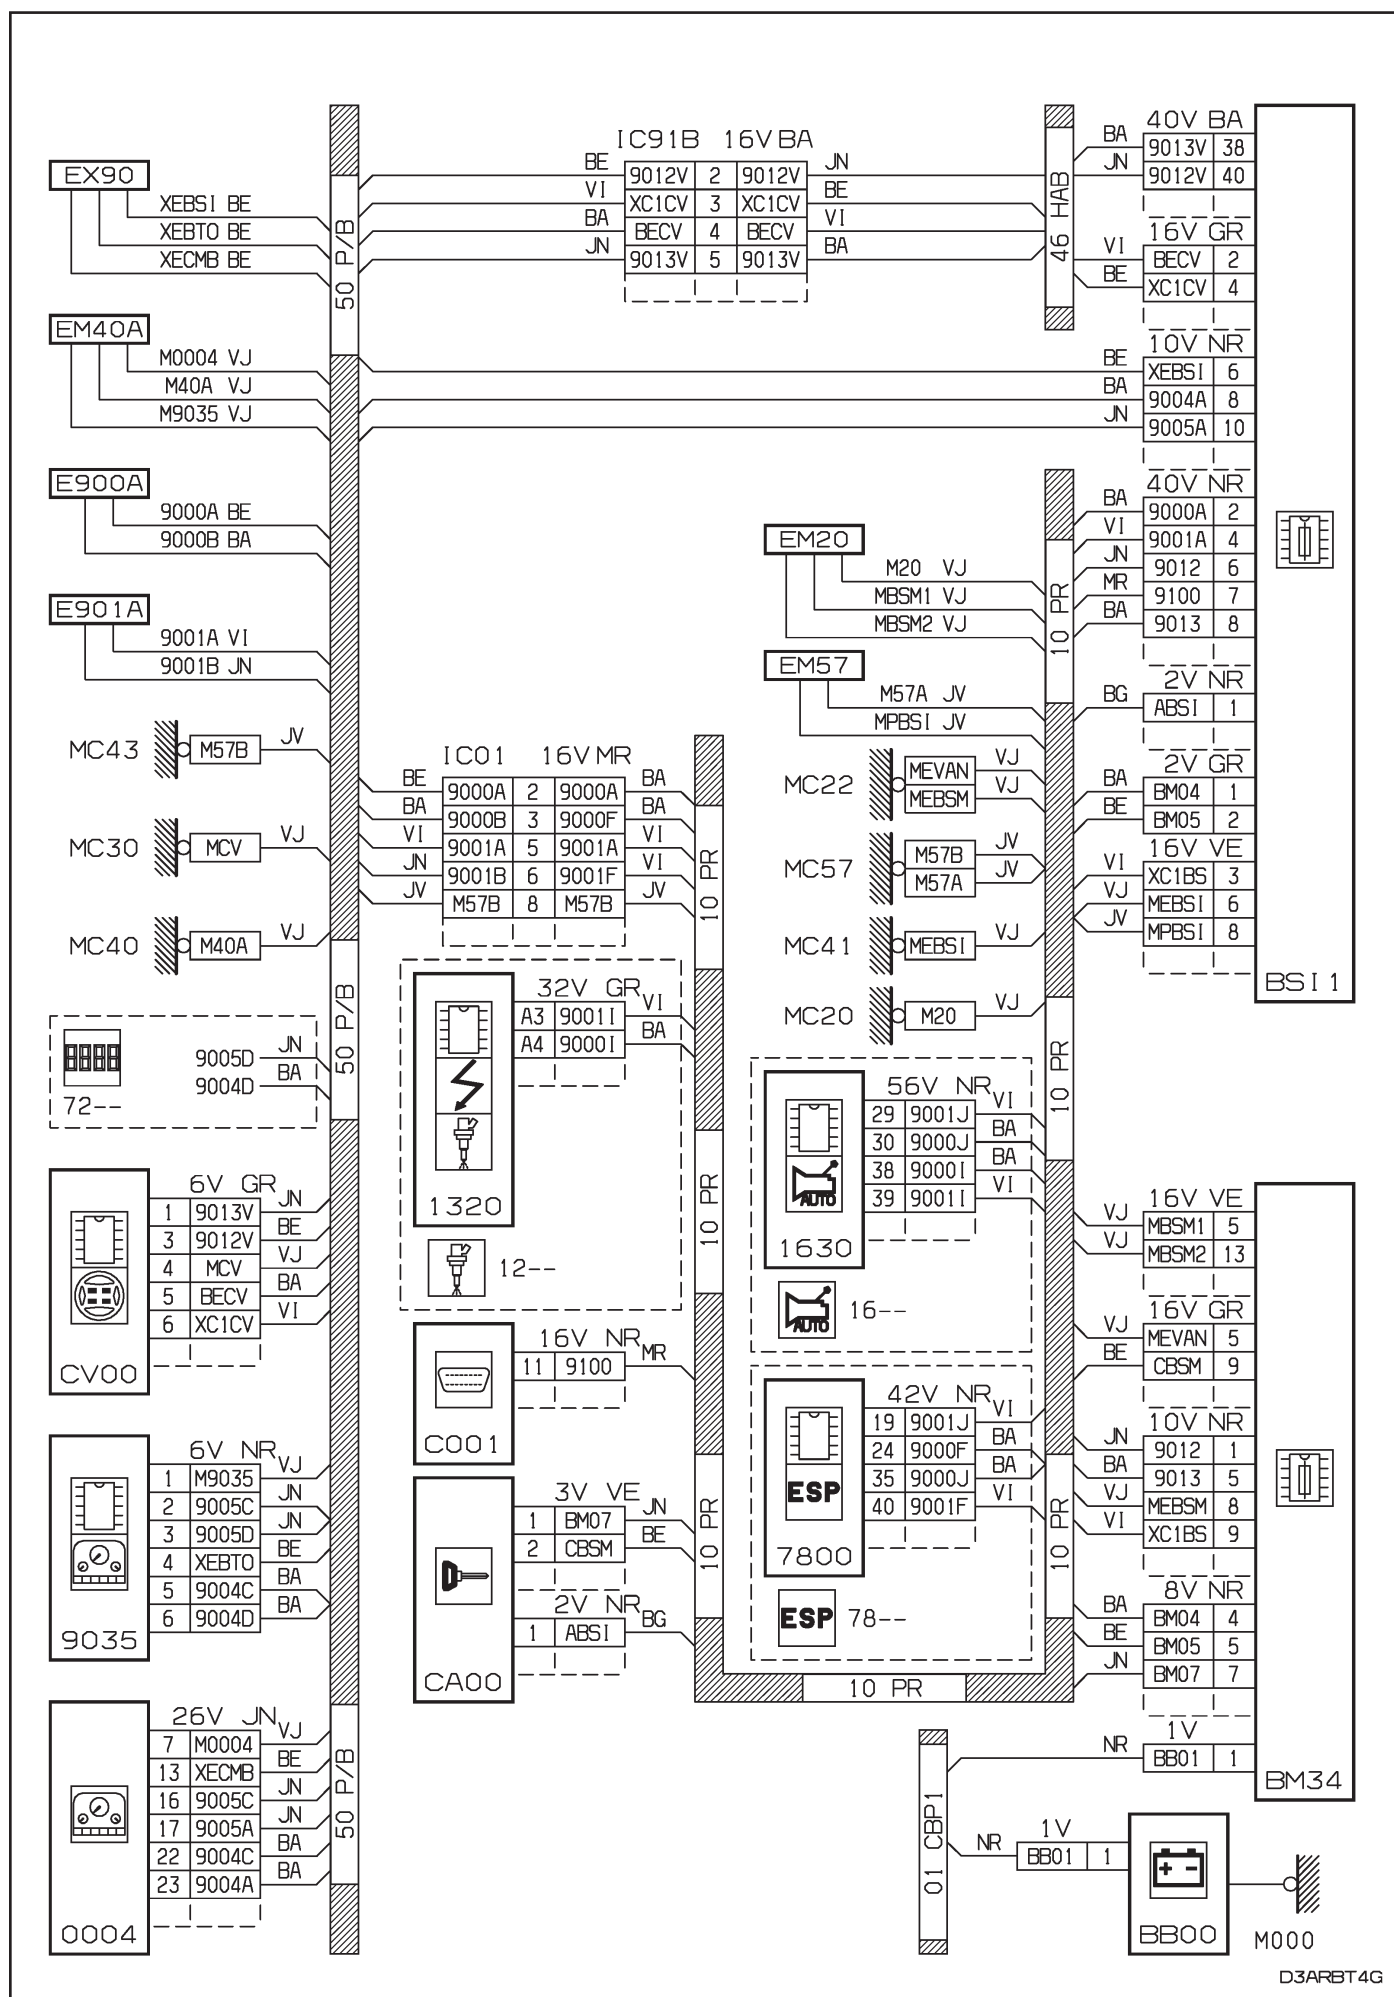 IC91B 16V BA
BE 9012V 2 9012V JN
VI XC1CV 3 XC1CV BE
BA BECV 4 BECV VI
JN 9013V 5 9013V BA
EX90
XEBSI BE
XEBTO BE
XECMB BE
50 P/B
46 HAB
40V BA
BA 9013V 38
JN 9012V 40
16V GR
VI BECV 2
BE XC1CV 4
EM40A
M0004 VJ
M40A VJ
M9035 VJ
10V NR
BE XEBSI 6
BA 9004A 8
JN 9005A 10
E900A
9000A BE
9000B BA
40V NR
BA 9000A 2
VI 9001A 4
JN 9012 6
MR 9100 7
BA 9013 8
E901A
9001A VI
9001B JN
EM20
M20 VJ
MBSM1 VJ
MBSM2 VJ
10 PR
EM57
M57A JV
MPBSI JV
2V NR
BG ABSI 1
MC43 M57B JV
MC30 MCV VJ
MC40 M40A VJ
IC01 16V MR
BE 9000A 2 9000A BA
BA 9000B 3 9000F BA
VI 9001A 5 9001A VI
JN 9001B 6 9001F VI
JV M57B 8 M57B JV
10 PR
MC22 MEVAN VJ
MEBSM VJ
MC57 M57B JV
M57A JV
MC41 MEBSI VJ
MC20 M20 VJ
2V GR
BA BM04 1
BE BM05 2
16V VE
VI XC1BS 3
VJ MEBSI 6
JV MPBSI 8
BSI1
50 P/B
9005D JN
9004D BA
72--
32V GR
A3 9001I VI
A4 9000I BA
1320
12--
10 PR
10 PR
56V NR
29 9001J VI
30 9000J BA
38 9000I BA
39 9001I VI
AUTO
1630
AUTO
16--
6V GR
1 9013V JN
3 9012V BE
4 MCV VJ
5 BECV BA
6 XC1CV VI
CV00
16V NR
11 9100 MR
C001
16V VE
VJ MBSM1 5
VJ MBSM2 13
16V GR
VJ MEVAN 5
BE CBSM 9
6V NR
1 M9035 VJ
2 9005C JN
3 9005D JN
4 XEBTO BE
5 9004C BA
6 9004D BA
9035
3V VE
1 BM07 JN
2 CBSM BE
2V NR
1 ABSI BG
CA00
10 PR
42V NR
19 9001J VI
24 9000F BA
35 9000J BA
40 9001F VI
ESP
7800
ESP
78--
10 PR
10V NR
JN 9012 1
BA 9013 5
VJ MEBSM 8
VI XC1BS 9
8V NR
BA BM04 4
BE BM05 5
JN BM07 7
10 PR
26V JN
7 M0004 VJ
13 XECMB BE
16 9005C JN
17 9005A JN
22 9004C BA
23 9004A BA
0004
50 P/B
1V
NR BB01 1
BM34
01 CBP1
1V
NR BB01 1
+ -
BB00
M000
D3ARBT4G